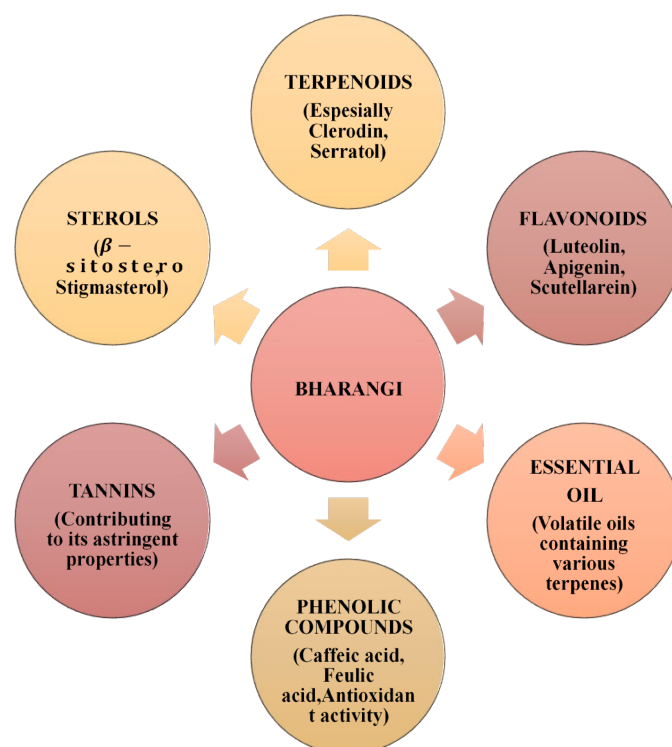 TERPENOIDS
(Espesially
Clerodin,
Serratol)
FLAVONOIDS
(Luteolin,
Apigenin,
Scutellarein)
ESSENTIAL
OIL
(Volatile oils
containing
various
terpenes)
PHENOLIC
COMPOUNDS
(Caffeic acid,
Feulic
acid,Antioxidan
t activity)
TANNINS
(Contributing
to its astringent
properties)
STEROLS
(β −
sitostero,
Stigmasterol)
BHARANGI